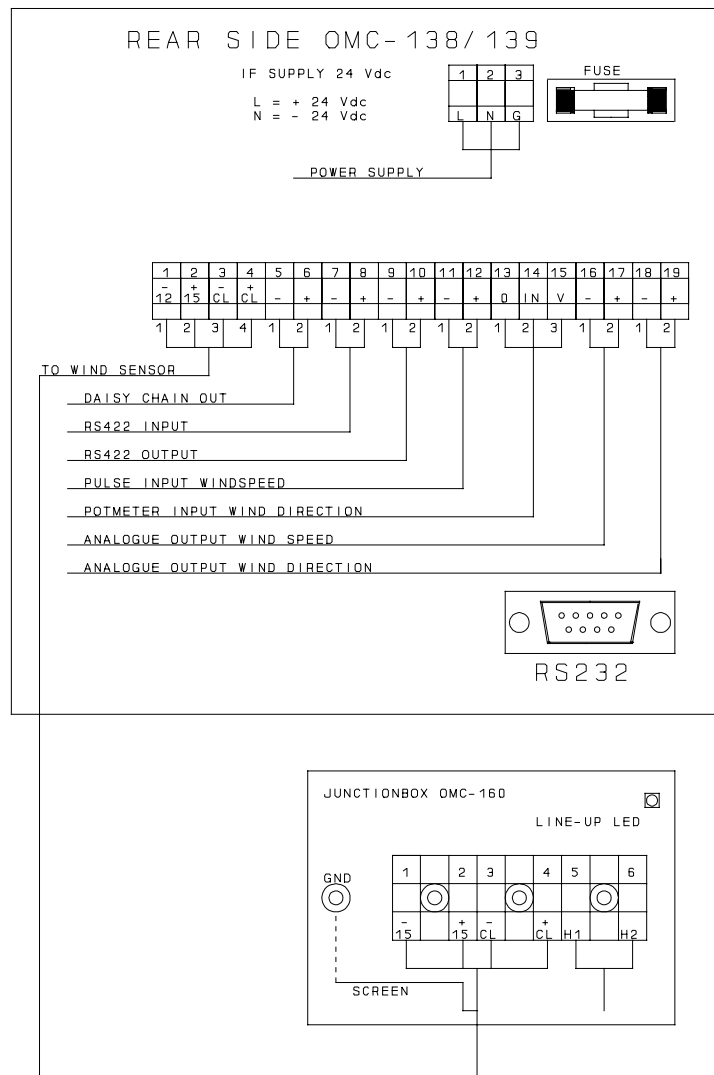 REAR SIDE OMC-138/139
IF SUPPLY 24 Vdc
L = + 24 Vdc
N = - 24 Vdc
1 2 3
L N G
FUSE
POWER SUPPLY
1 2 3 4 5 6 7 8 9 10 11 12 13 14 15 16 17 18 19
- + - +
12 15 CL CL - + - + - + - + 0 IN V - + - +
1 2 3 4 1 2 1 2 1 2 1 2 1 2 3 1 2 1 2
TO WIND SENSOR
DAISY CHAIN OUT
RS422 INPUT
RS422 OUTPUT
PULSE INPUT WINDSPEED
POTMETER INPUT WIND DIRECTION
ANALOGUE OUTPUT WIND SPEED
ANALOGUE OUTPUT WIND DIRECTION
RS232
JUNCTIONBOX OMC-160
LINE-UP LED
GND
1 2 3 4 5 6
- + - +
15 15 CL CL H1 H2
SCREEN